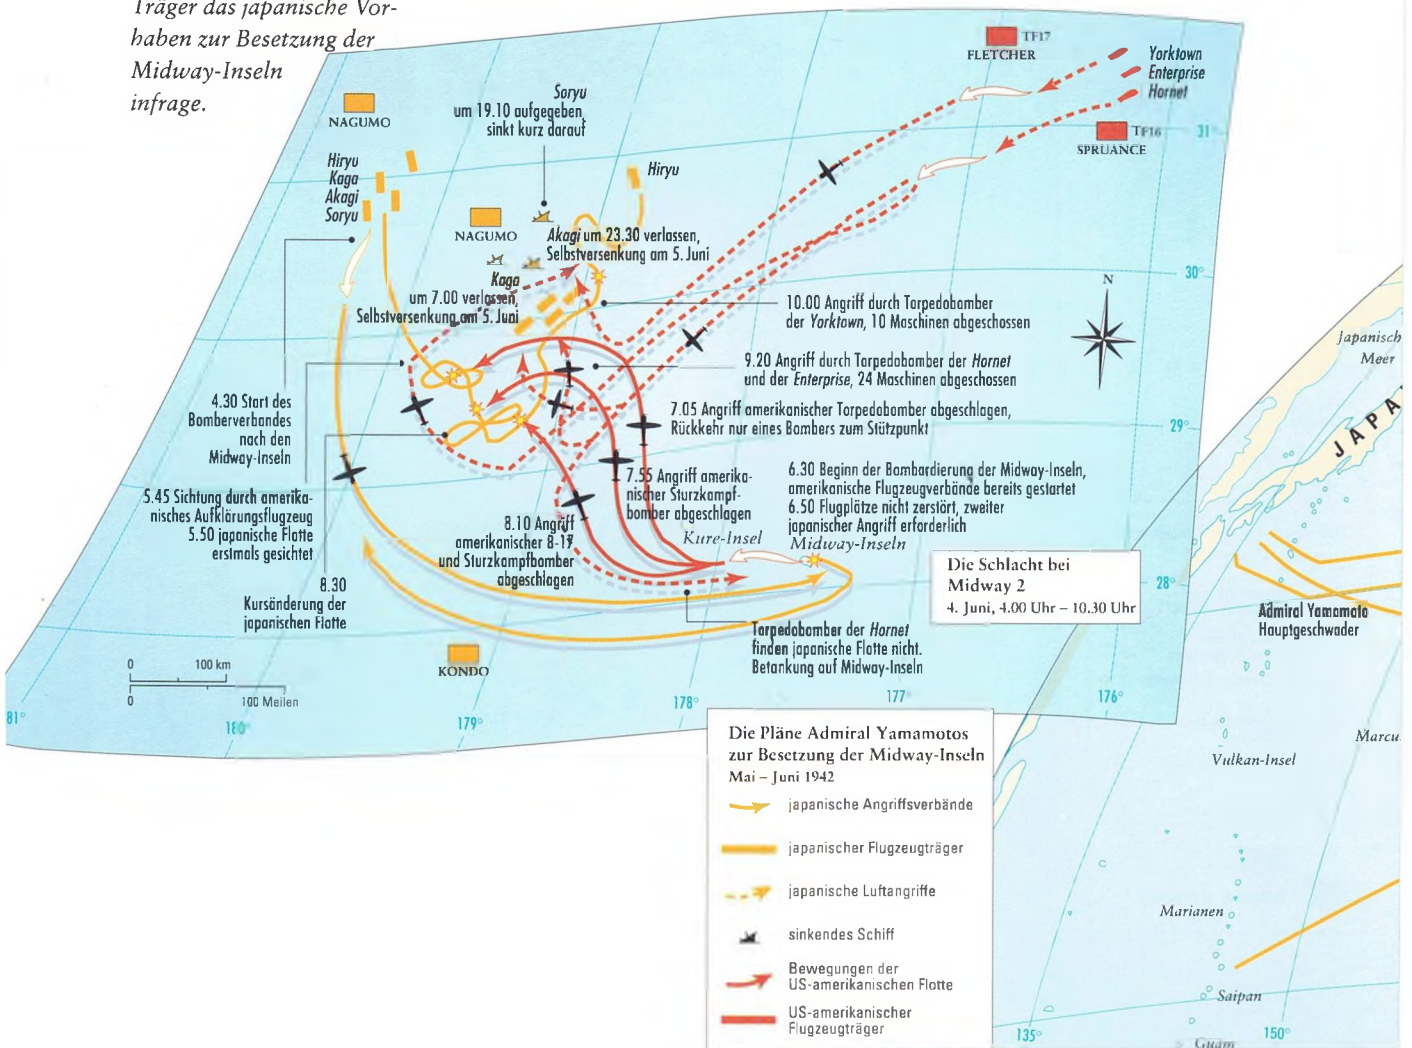 Träger das japanische Vor-
haben zur Besetzung der
Midway-Inseln
infrage.
NAGUMO
Hiryu
Kaga
Akagi
Soryu
Soryu
um 19.10 aufgegeben,
sinkt kurz darauf
NAGUMO
Hiryu
Akagi um 23.30 verlassen,
Selbstversenkung am 5. Juni
Kaga
um 7.00 verlassen,
Selbstversenkung am 5. Juni
TF17
FLETCHER
Yorktown
Enterprise
Hornet
TF16
SPRUANCE
31°
30°
29°
28°
N
10.00 Angriff durch Torpedobomber
der Yorktown, 10 Maschinen abgeschossen
9.20 Angriff durch Torpedobomber der Hornet
und der Enterprise, 24 Maschinen abgeschossen
7.05 Angriff amerikanischer Torpedobomber abgeschlagen,
Rückkehr nur eines Bombers zum Stützpunkt
7.55 Angriff amerika-
nischer Sturzkampf-
bomber abgeschlagen
6.30 Beginn der Bombardierung der Midway-Inseln,
amerikanische Flugzeugverbände bereits gestartet
6.50 Flugplätze nicht zerstört, zweiter
japanischer Angriff erforderlich
Kure-Insel
Midway-Inseln
8.10 Angriff
amerikanischer B-17
und Sturzkampfbomber
abgeschlagen
4.30 Start des
Bomberverbandes
nach den
Midway-Inseln
5.45 Sichtung durch amerika-
nisches Aufklärungsflugzeug
5.50 japanische Flotte
erstmals gesichtet
8.30
Kursänderung der
japanischen Flotte
Torpedobomber der Hornet
finden japanische Flotte nicht.
Betankung auf Midway-Inseln
KONDO
0 100 km
0 100 Meilen
81°
180°
179°
178°
177°
176°
Die Schlacht bei
Midway 2
4. Juni, 4.00 Uhr – 10.30 Uhr
Die Pläne Admiral Yamamotos
zur Besetzung der Midway-Inseln
Mai – Juni 1942
japanische Angriffsverbände
japanischer Flugzeugträger
japanische Luftangriffe
sinkendes Schiff
Bewegungen der
US-amerikanischen Flotte
US-amerikanischer
Flugzeugträger
Japanisch
Meer
JAPA
Admiral Yamamoto
Hauptgeschwader
Vulkan-Insel
Marcu
Marianen
Saipan
Guam
135°
150°